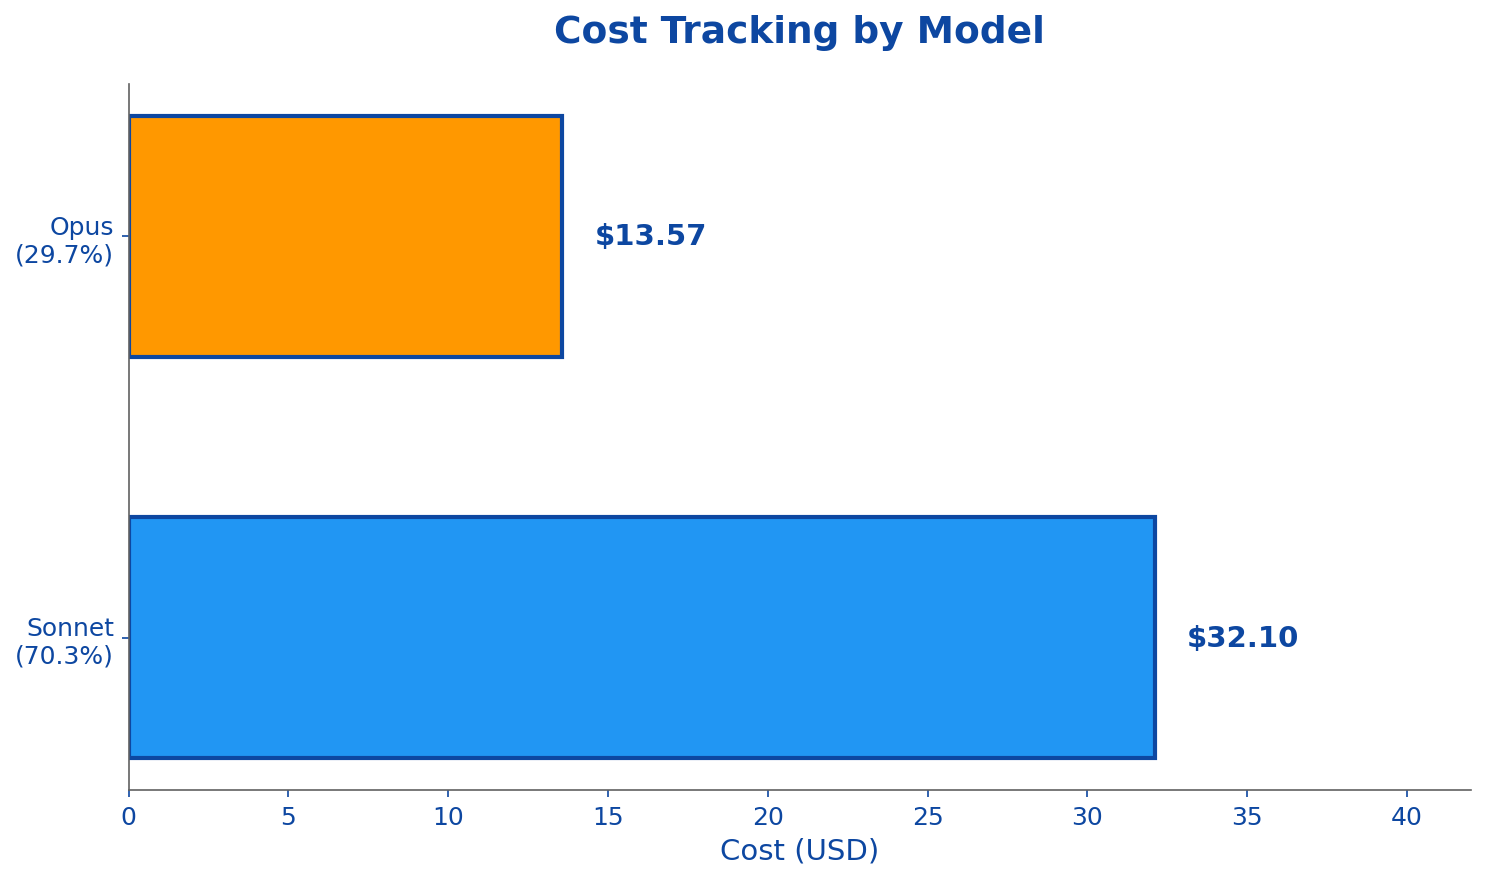 Cost Tracking by Model
Opus
(29.7%)
$13.57
Sonnet
(70.3%)
$32.10
0 5 10 15 20 25 30 35 40
Cost (USD)